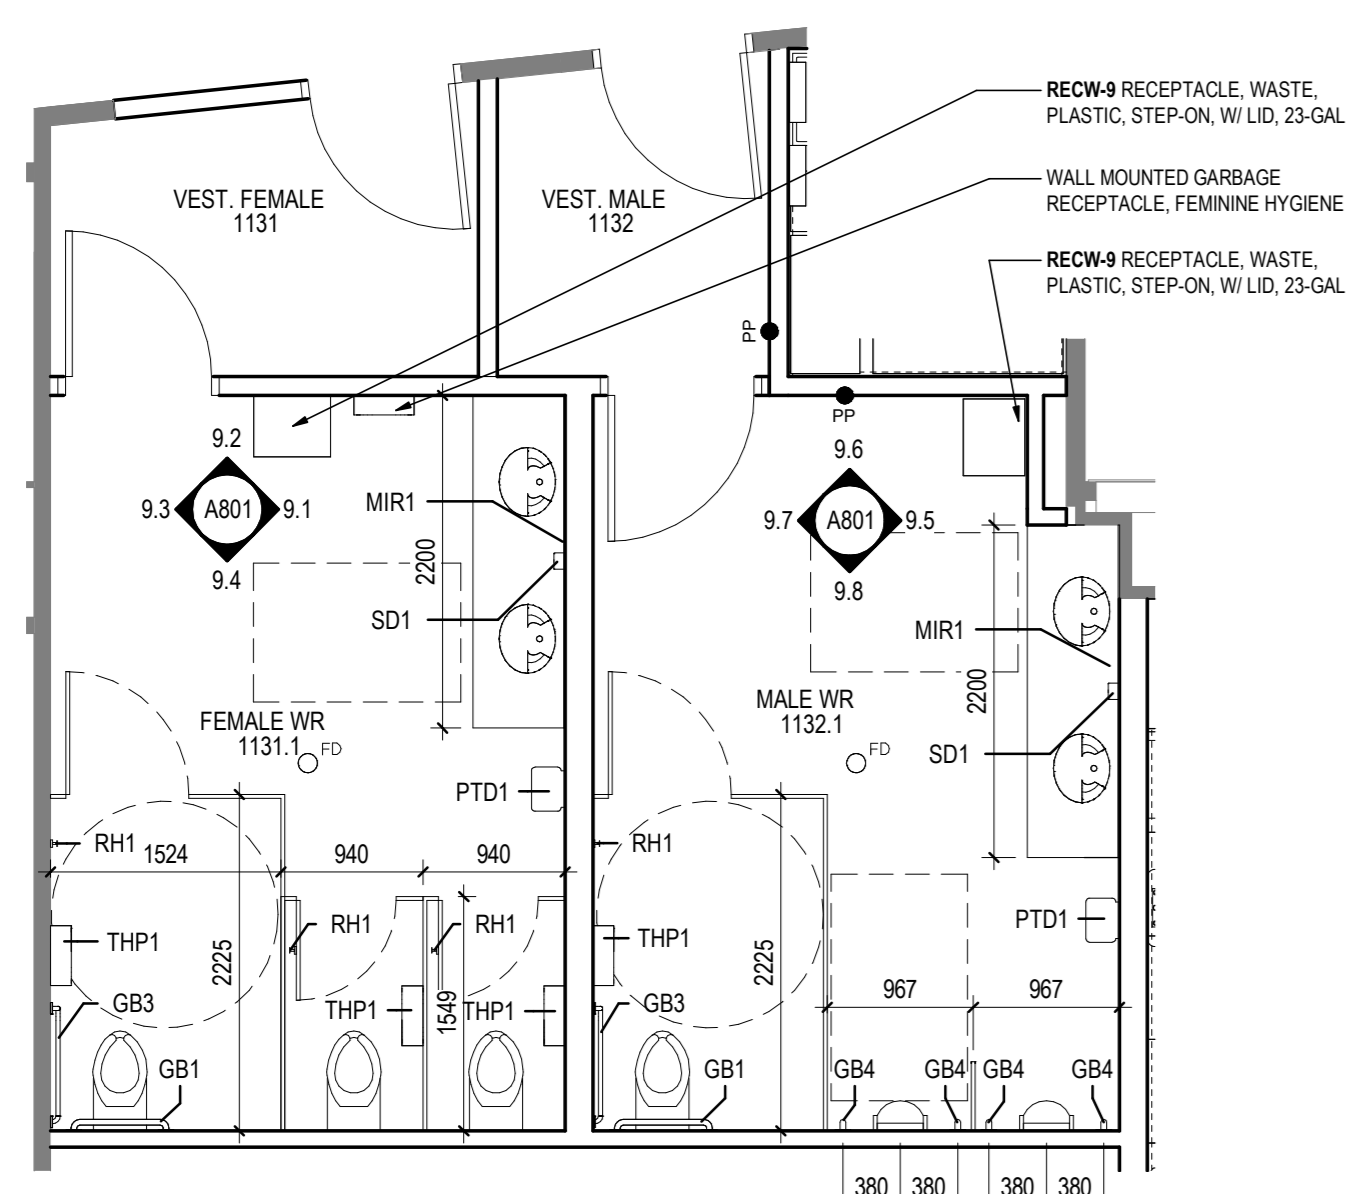 RECW-9 RECEPTACLE, WASTE,
PLASTIC, STEP-ON, W/ LID, 23-GAL
WALL MOUNTED GARBAGE
RECEPTACLE, FEMININE HYGIENE
RECW-9 RECEPTACLE, WASTE,
PLASTIC, STEP-ON, W/ LID, 23-GAL
VEST. FEMALE
1131
VEST. MALE
1132
PP
PP
9.2
9.3
A801
9.1
9.4
MIR1
2200
SD1
9.6
9.7
A801
9.5
9.8
MIR1
2200
SD1
FEMALE WR
1131.1
FD
MALE WR
1132.1
FD
PTD1
RH1
1524
940
940
RH1
RH1
THP1
2225
GB3
THP1
1549
THP1
GB1
RH1
THP1
2225
GB3
GB1
PTD1
967
967
GB4
GB4
GB4
GB4
380
380
380
380